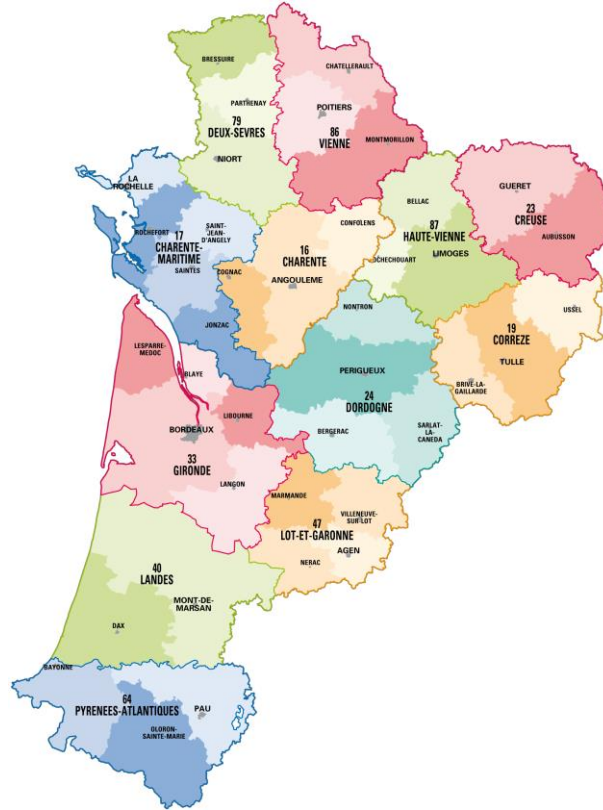 BRESSUIRE
CHATELLERAULT
PARTHENAY
79
DEUX-SEVRES
POITIERS
86
VIENNE
MONTMORILLON
NIORT
LA
ROCHELLE
ROCHEFORT
17
CHARENTE-
MARITIME
SAINT-
JEAN-
D'ANGELY
SAINTES
COGNAC
JONZAC
CONFOLENS
16
CHARENTE
ANGOULEME
BELLAC
87
HAUTE-VIENNE
OCHECHOUART
LIMOGES
GUERET
23
CREUSE
AUBUSSON
USSEL
19
CORREZE
TULLE
BRIVE-LA-
GAILLARDE
NONTRON
PERIGUEUX
24
DORDOGNE
BERGERAC
SARLAT-
LA-
CANEDA
LESPARRE-
MEDOC
BLAYE
LIBOURNE
BORDEAUX
33
GIRONDE
LANGON
MARMANDE
VILLENEUVE-
SUR-LOT
47
LOT-ET-GARONNE
AGEN
NERAC
40
LANDES
MONT-DE-
MARSAN
DAX
BAYONNE
64
PYRENEES-ATLANTIQUES
PAU
OLORON-
SAINTE-MARIE